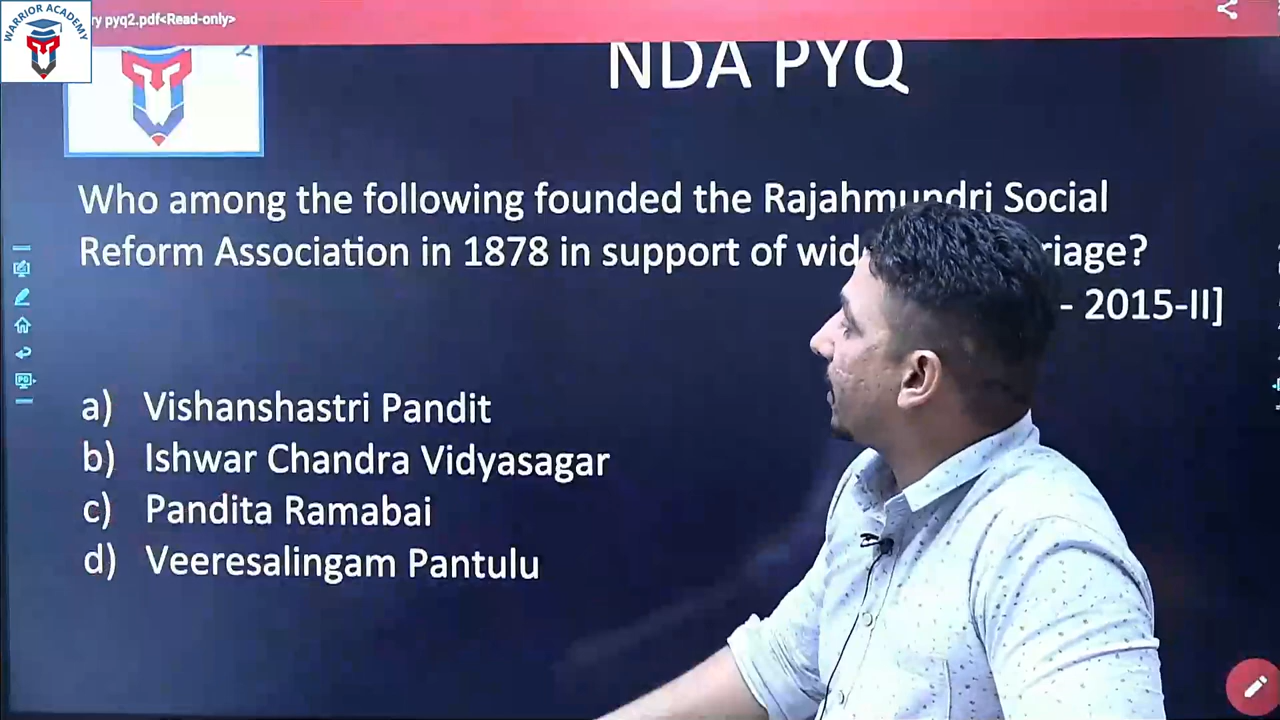 WARRIOR ACADEMY
ry pyq2.pdf<Read-only>
NDA PYQ
Who among the following founded the Rajahmundri Social
Reform Association in 1878 in support of wid iage?
- 2015-II]
a) Vishanshastri Pandit
b) Ishwar Chandra Vidyasagar
c) Pandita Ramabai
d) Veeresalingam Pantulu